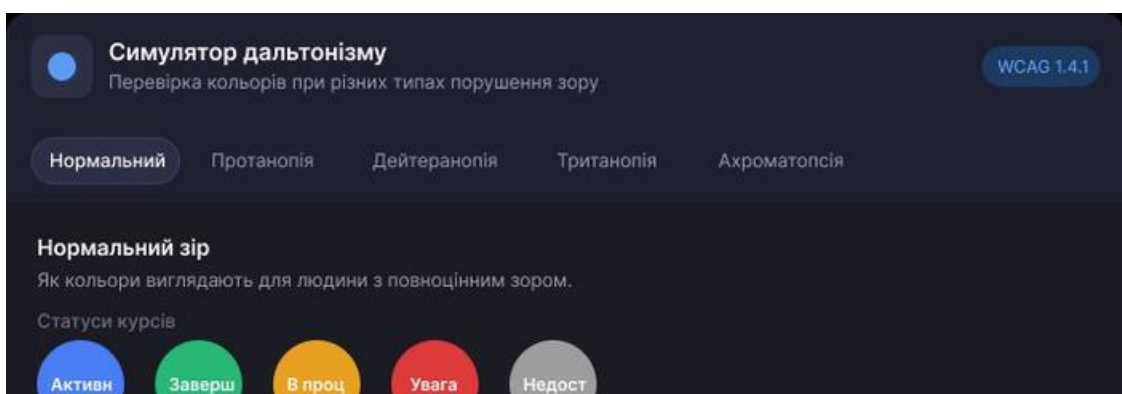 Симулятор дальтонізму
Перевірка кольорів при різних типах порушення зору
WCAG 1.4.1
Нормальний Протанопія Дейтеранопія Тританопія Ахроматопсія
Нормальний зір
Як кольори виглядають для людини з повноцінним зором.
Статуси курсів
Активн Заверш В проц Увага Недост